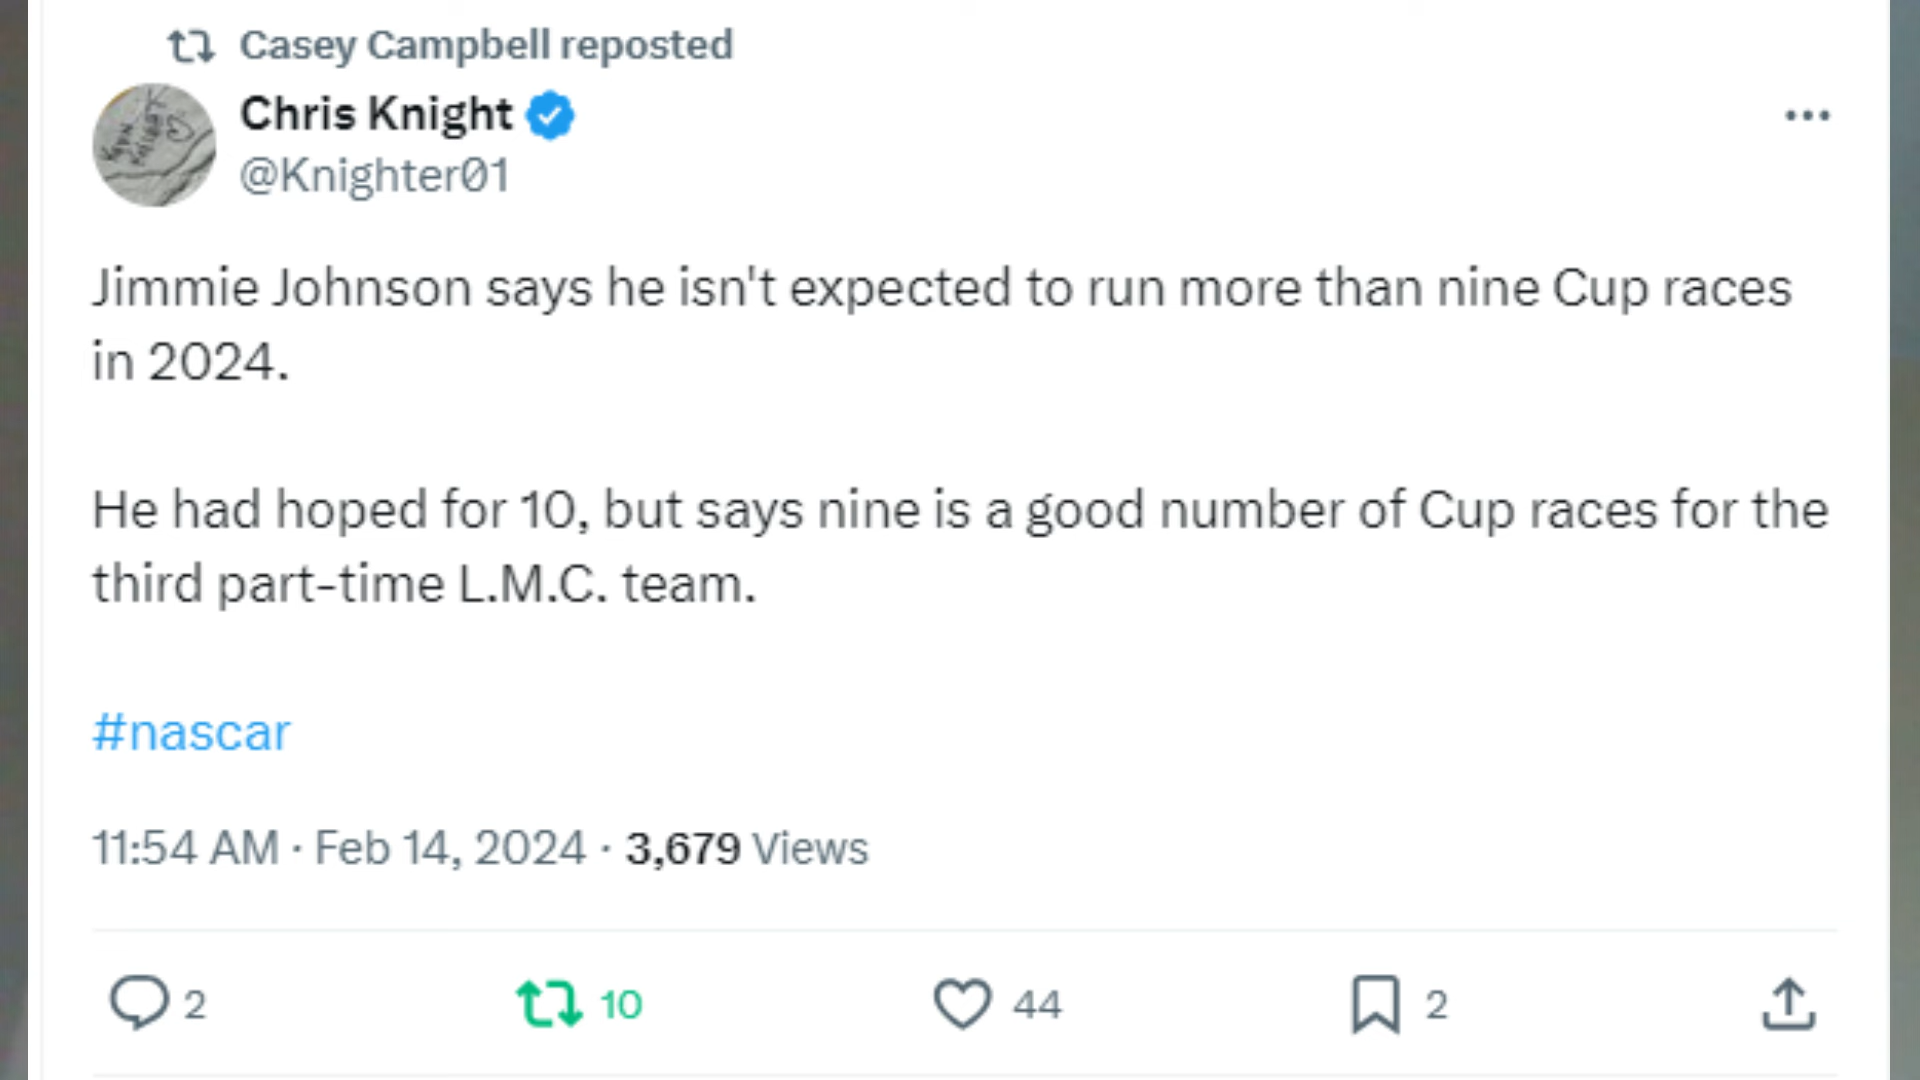 Casey Campbell reposted
Chris Knight
@Knighter01
Jimmie Johnson says he isn't expected to run more than nine Cup races
in 2024.
He had hoped for 10, but says nine is a good number of Cup races for the
third part-time L.M.C. team.
#nascar
11:54 AM · Feb 14, 2024 · 3,679 Views
2 10 44 2